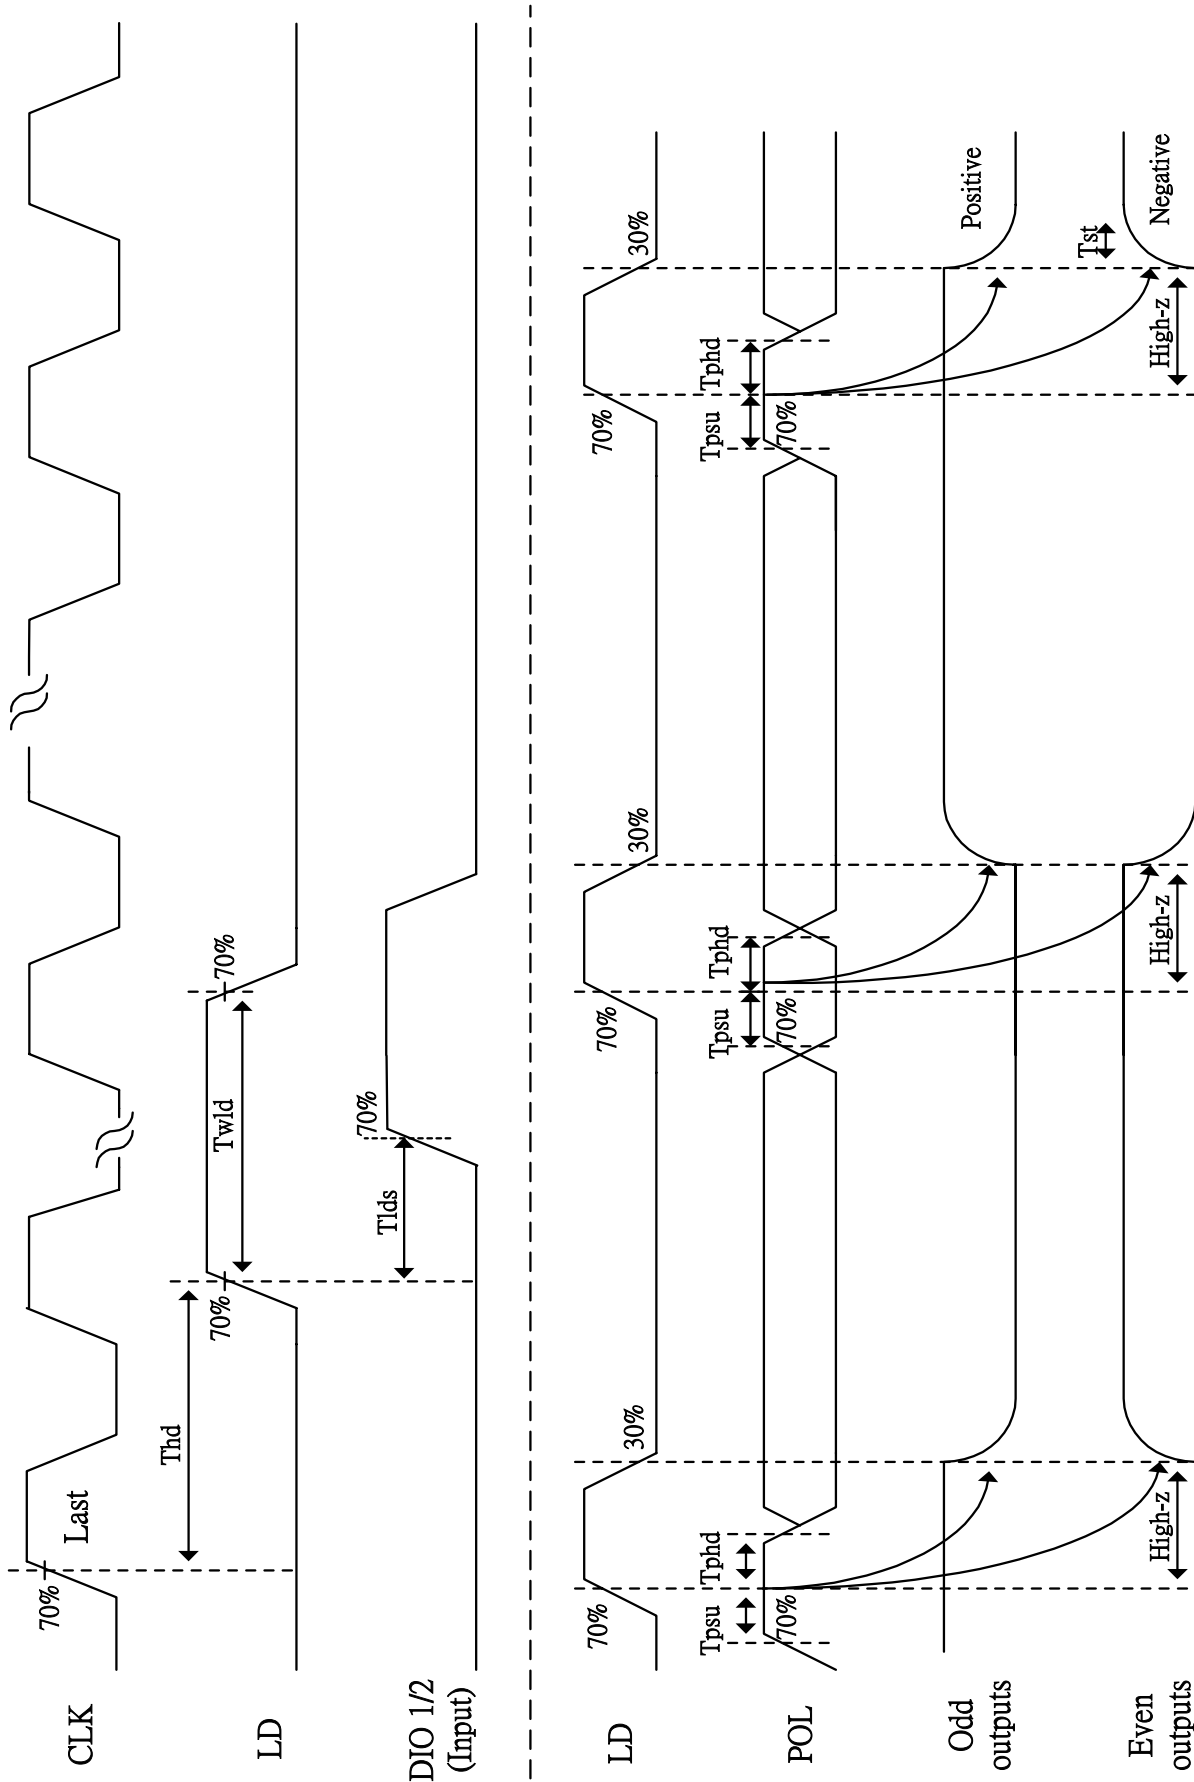 CLK
70%
Last
Thd
LD
70%
Twld
70%
DIO 1/2
(Input)
Tlds
70%
LD
70%
30%
70%
30%
70%
30%
POL
Tpsu
Tphd
70%
Tpsu
Tphd
70%
Tpsu
Tphd
70%
Odd
outputs
Positive
Even
outputs
High-z
High-z
High-z
Tst
Negative